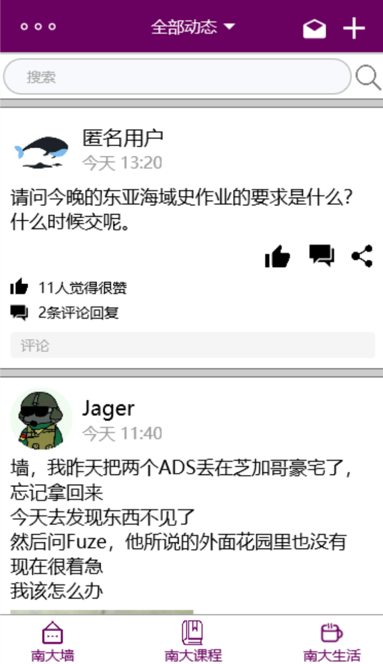 全部动态
搜索
匿名用户
今天 13:20
请问今晚的东亚海域史作业的要求是什么？
什么时候交呢。
11人觉得很赞
2条评论回复
评论
Jager
今天 11:40
墙，我昨天把两个ADS丢在芝加哥豪宅了，
忘记拿回来
今天去发现东西不见了
然后问Fuze，他所说的外面花园里也没有
现在很着急
我该怎么办
南大墙
南大课程
南大生活